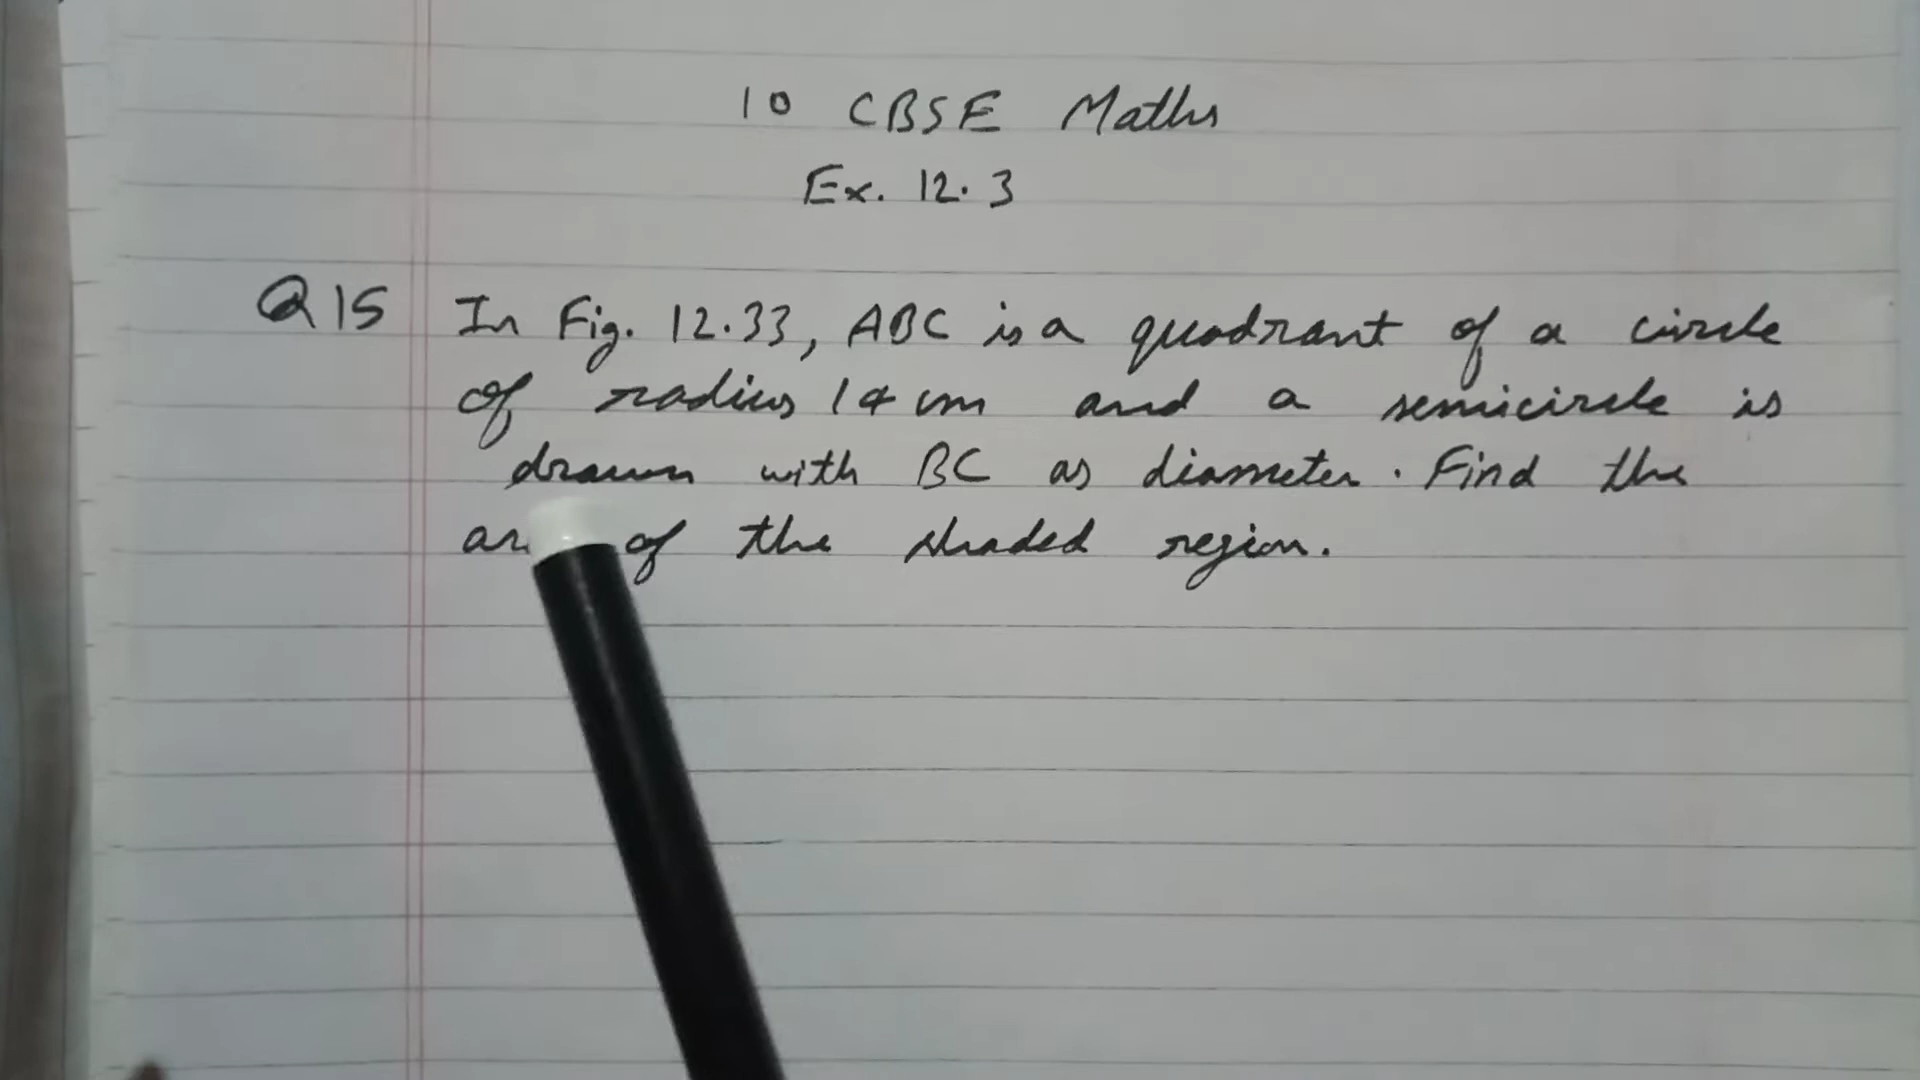 10 CBSE Maths
Ex. 12.3
Q15 In Fig. 12.33, ABC is a quadrant of a circle
of radius 14 cm and a semicircle is
drawn with BC as diameter. Find the
of the shaded region.